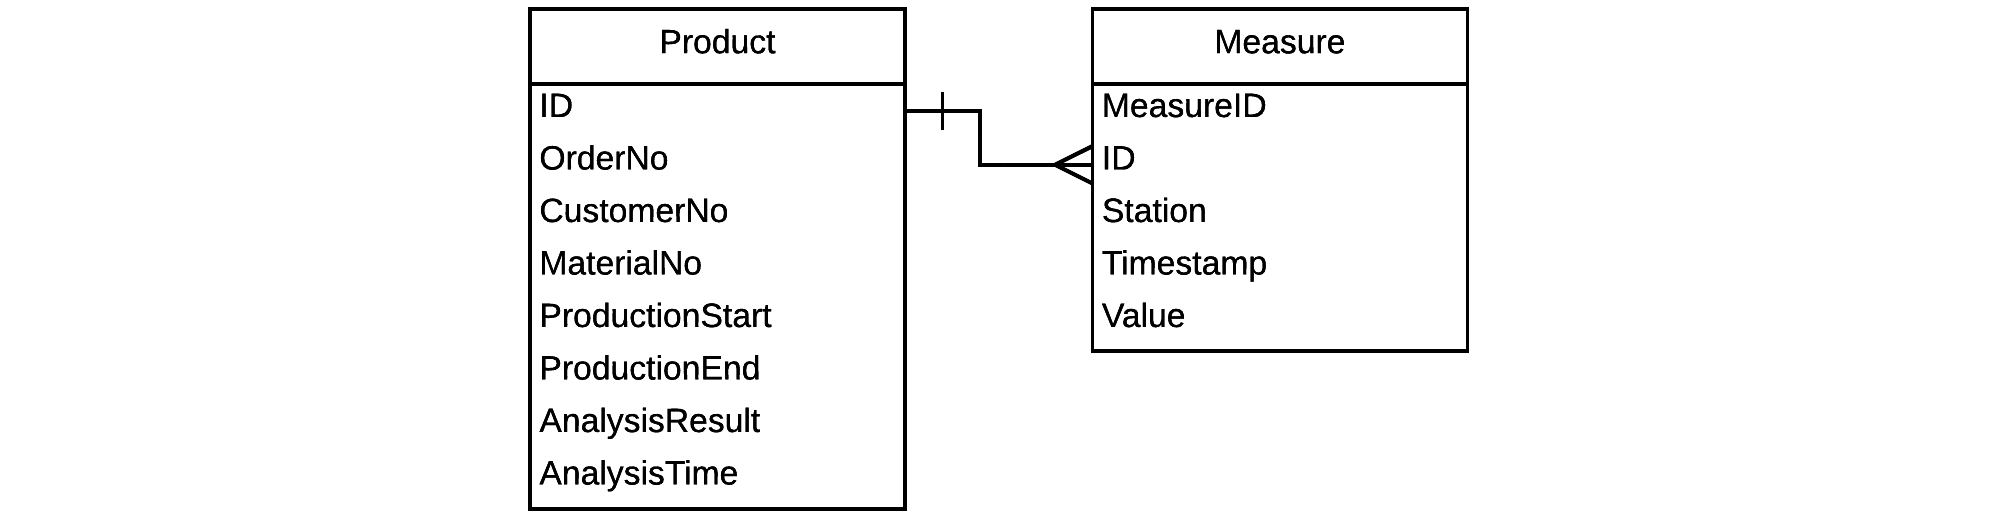 Product
ID
OrderNo
CustomerNo
MaterialNo
ProductionStart
ProductionEnd
AnalysisResult
AnalysisTime
Measure
MeasureID
ID
Station
Timestamp
Value